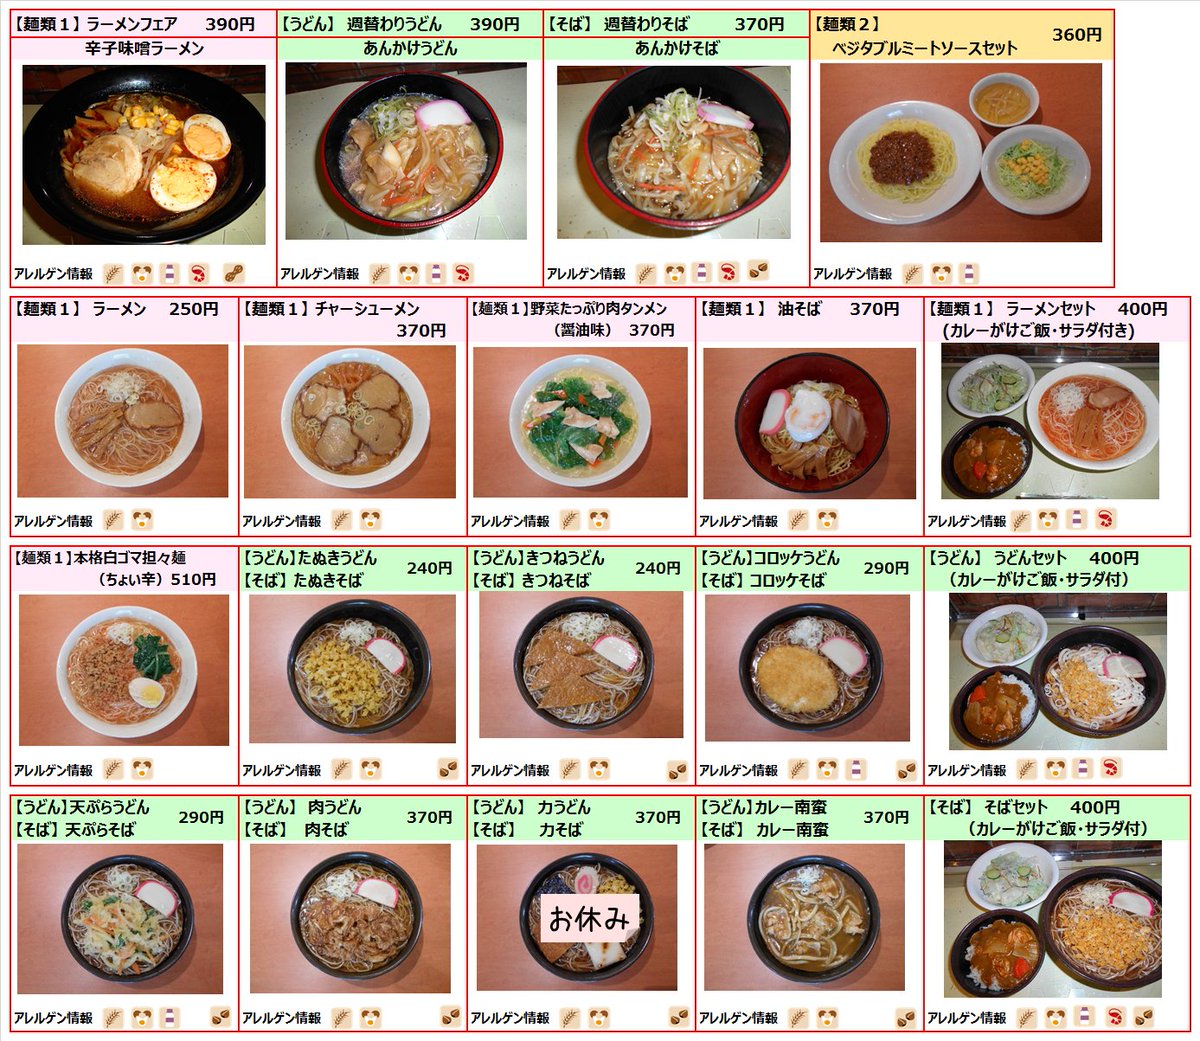 【麺類１】 ラーメンフェア 390円
辛子味噌ラーメン
アレルゲン情報
【うどん】 週替わりうどん 390円
あんかけうどん
アレルゲン情報
【そば】 週替わりそば 370円
あんかけそば
アレルゲン情報
【麺類２】
ベジタブルミートソースセット 360円
アレルゲン情報
【麺類１】 ラーメン 250円
アレルゲン情報
【麺類１】 チャーシューメン
370円
アレルゲン情報
【麺類１】野菜たっぷり肉タンメン
（醤油味） 370円
アレルゲン情報
【麺類１】 油そば 370円
アレルゲン情報
【麺類１】 ラーメンセット 400円
(カレーがけご飯・サラダ付き)
アレルゲン情報
【麺類１】本格白ゴマ担々麺
（ちょい辛）510円
アレルゲン情報
【うどん】たぬきうどん 240円
【そば】 たぬきそば
アレルゲン情報
【うどん】きつねうどん 240円
【そば】 きつねそば
アレルゲン情報
【うどん】コロッケうどん 290円
【そば】 コロッケそば
アレルゲン情報
【うどん】 うどんセット 400円
（カレーがけご飯・サラダ付）
アレルゲン情報
【うどん】天ぷらうどん 290円
【そば】 天ぷらそば
アレルゲン情報
【うどん】 肉うどん 370円
【そば】 肉そば
アレルゲン情報
【うどん】 力うどん 370円
【そば】 力そば
お休み
アレルゲン情報
【うどん】カレー南蛮 370円
【そば】 カレー南蛮
アレルゲン情報
【そば】 そばセット 400円
（カレーがけご飯・サラダ付）
アレルゲン情報